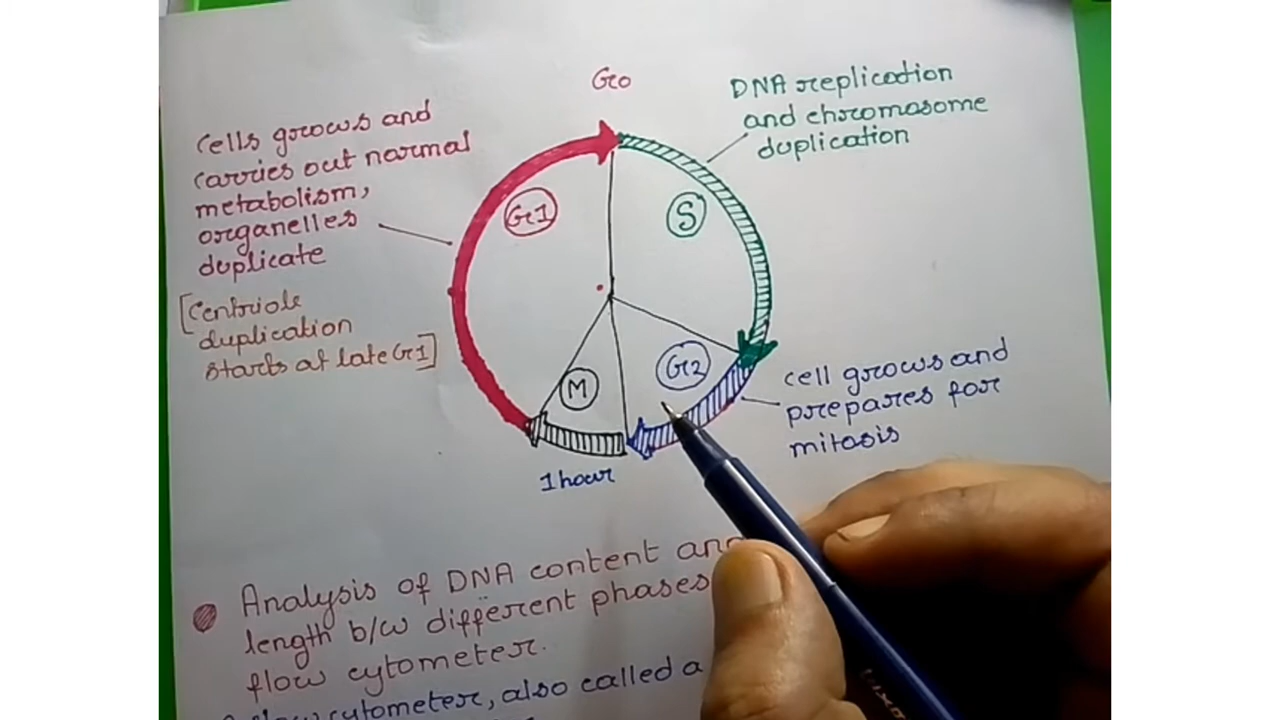 G0
DNA replication
and chromosome
duplication
Cells grows and
carries out normal
metabolism,
organelles
duplicate
[Centriole
duplication
starts at late G1]
G1
S
G2
M
1 hour
cell grows and
prepares for
mitosis
Analysis of DNA content
length b/w different phases
flow cytometer.
flow cytometer, also called a